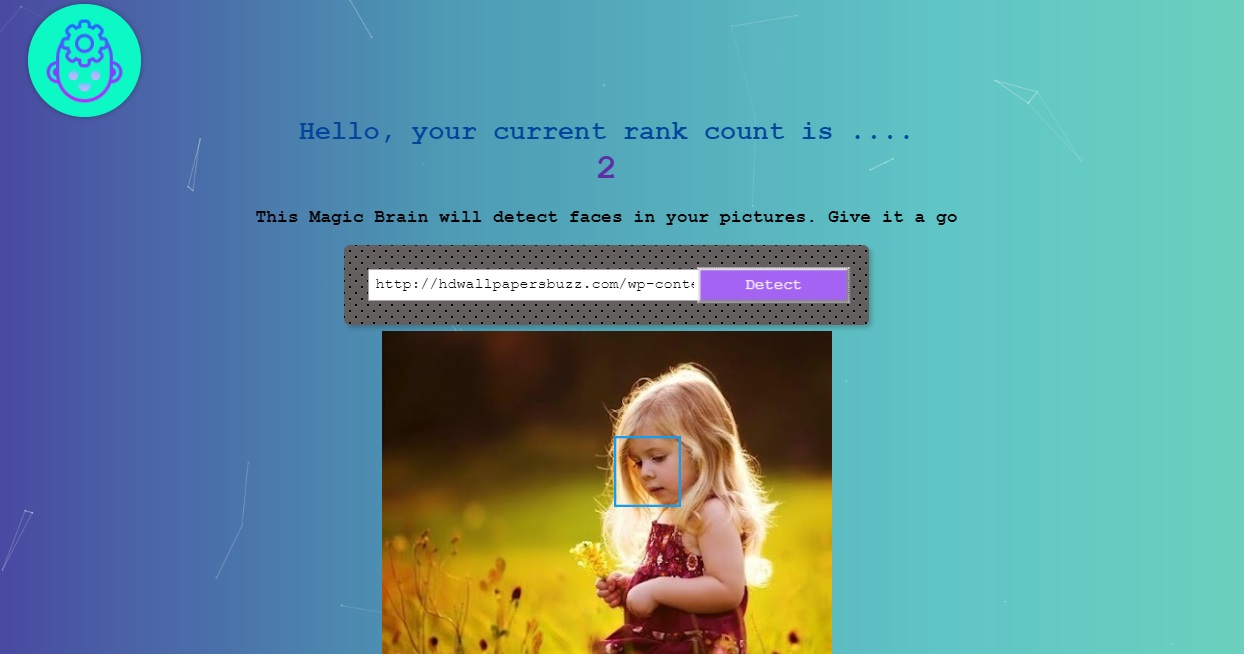 Hello, your current rank count is ....
2
This Magic Brain will detect faces in your pictures. Give it a go
http://hdwallpapersbuzz.com/wp-conte Detect